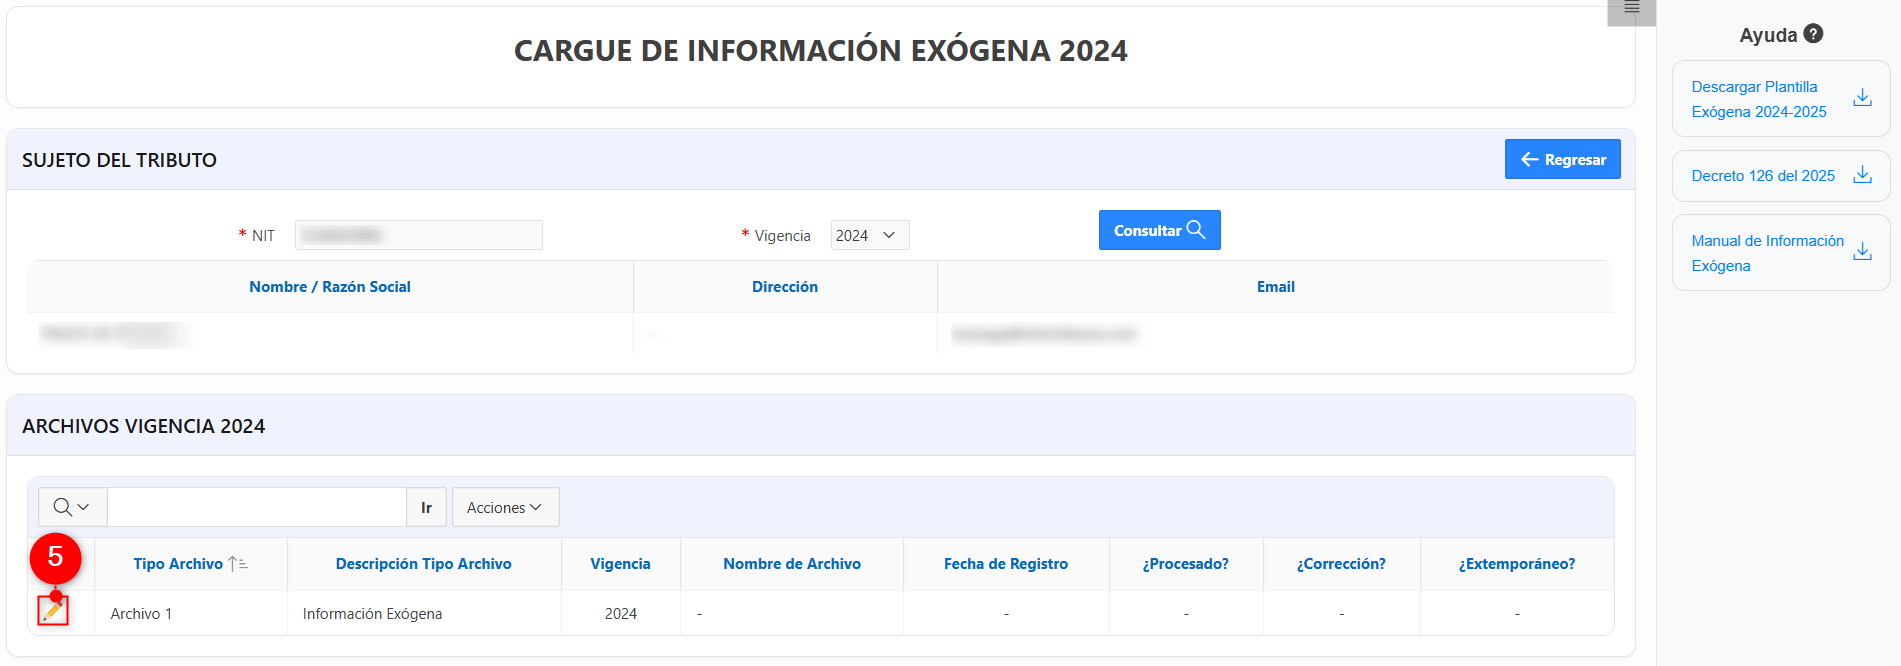 CARGUE DE INFORMACIÓN EXÓGENA 2024
SUJETO DEL TRIBUTO
Regresar
* NIT
* Vigencia 2024
Consultar
Nombre / Razón Social Dirección Email
ARCHIVOS VIGENCIA 2024
Ir Acciones
5
Tipo Archivo Descripción Tipo Archivo Vigencia Nombre de Archivo Fecha de Registro ¿Procesado? ¿Corrección? ¿Extemporáneo?
Archivo 1 Información Exógena 2024 - - - - -
Ayuda ?
Descargar Plantilla
Exógena 2024-2025
Decreto 126 del 2025
Manual de Información
Exógena